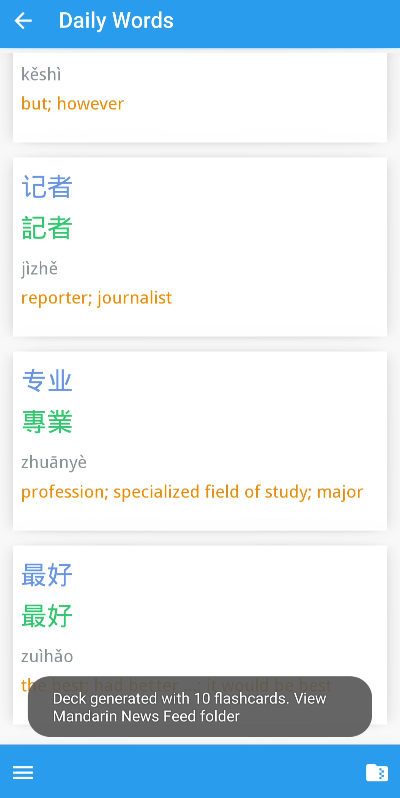 Daily Words
kěshì
but; however
记者
記者
jìzhě
reporter; journalist
专业
專業
zhuānyè
profession; specialized field of study; major
最好
最好
zuìhǎo
the best; had better ...; it would be best
Deck generated with 10 flashcards. View
Mandarin News Feed folder